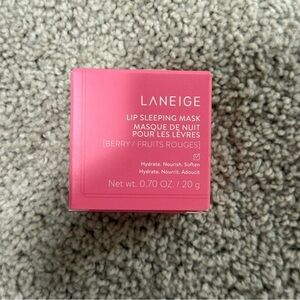 LANEIGE
LIP SLEEPING MASK
MASQUE DE NUIT
POUR LES LÈVRES
[BERRY / FRUITS ROUGES]
Hydrate. Nourish. Soften
Hydrate. Nourrit. Adoucit
Net wt. 0.70 OZ. / 20 g